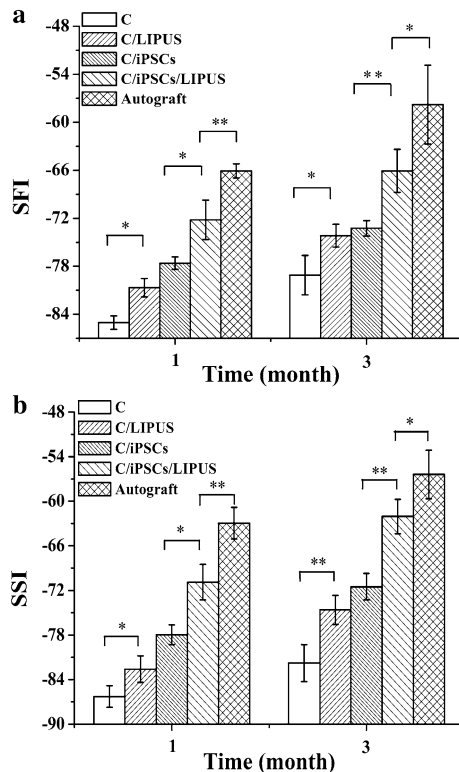 a
C
C/LIPUS
C/iPSCs
C/iPSCs/LIPUS
Autograft
*
*
**
*
**
*
-48
-54
-60
-66
-72
-78
-84
SFI
1
3
Time (month)
b
C
C/LIPUS
C/iPSCs
C/iPSCs/LIPUS
Autograft
*
*
**
**
**
*
-48
-54
-60
-66
-72
-78
-84
-90
SSI
1
3
Time (month)